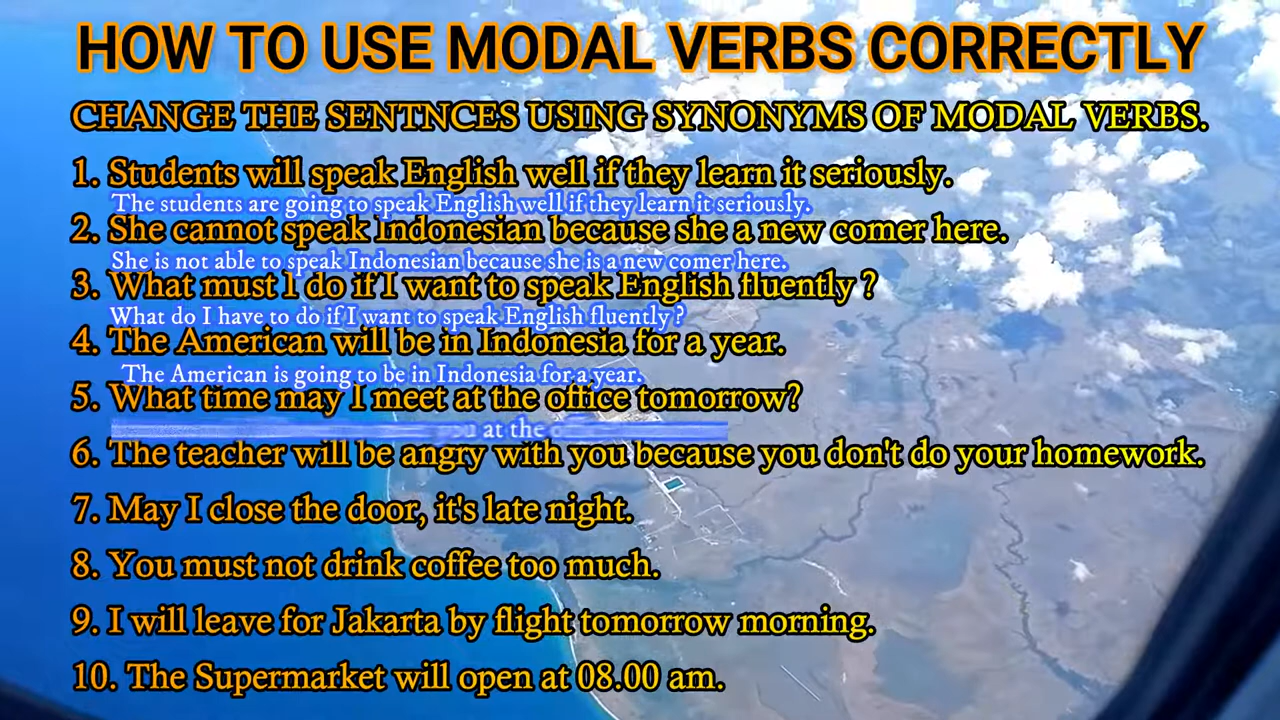 HOW TO USE MODAL VERBS CORRECTLY
CHANGE THE SENTNCES USING SYNONYMS OF MODAL VERBS.
1. Students will speak English well if they learn it seriously.
The students are going to speak English well if they learn it seriously.
2. She cannot speak Indonesian because she a new comer here.
She is not able to speak Indonesian because she is a new comer here.
3. What must I do if I want to speak English fluently ?
What do I have to do if I want to speak English fluently ?
4. The American will be in Indonesia for a year.
The American is going to be in Indonesia for a year.
5. What time may I meet at the office tomorrow?
you at the
6. The teacher will be angry with you because you don't do your homework.
7. May I close the door, it's late night.
8. You must not drink coffee too much.
9. I will leave for Jakarta by flight tomorrow morning.
10. The Supermarket will open at 08.00 am.